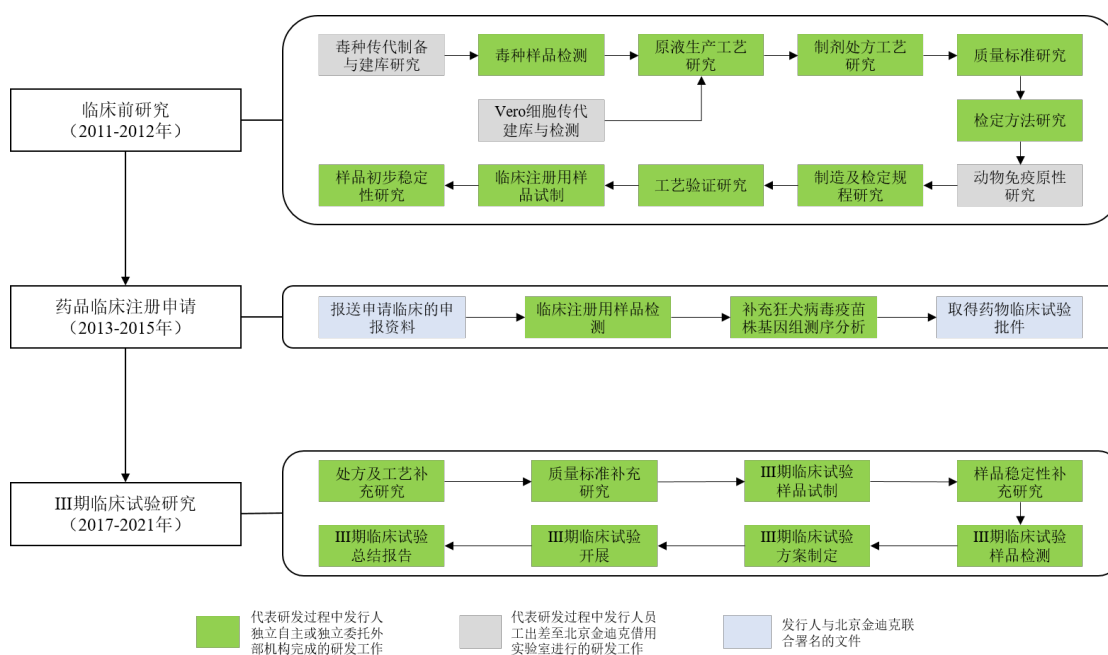 临床前研究
（2011-2012年）
毒种传代制备
与建库研究
毒种样品检测
原液生产工艺
研究
制剂处方工艺
研究
质量标准研究
Vero细胞传代
建库与检测
检定方法研究
样品初步稳定
性研究
临床注册用样
品试制
工艺验证研究
制造及检定规
程研究
动物免疫原性
研究
药品临床注册申请
（2013-2015年）
报送申请临床的申
报资料
临床注册用样品检
测
补充狂犬病毒疫苗
株基因组测序分析
取得药物临床试验
批件
III期临床试验研究
（2017-2021年）
处方及工艺补
充研究
质量标准补充
研究
III期临床试验
样品试制
样品稳定性补
充研究
III期临床试验
总结报告
III期临床试验
开展
III期临床试验
方案制定
III期临床试验
样品检测
代表研发过程中发行人
独立自主或独立委托外
部机构完成的研发工作
代表研发过程中发行人员
工出差至北京金迪克借用
实验室进行的研发工作
发行人与北京金迪克联
合署名的文件